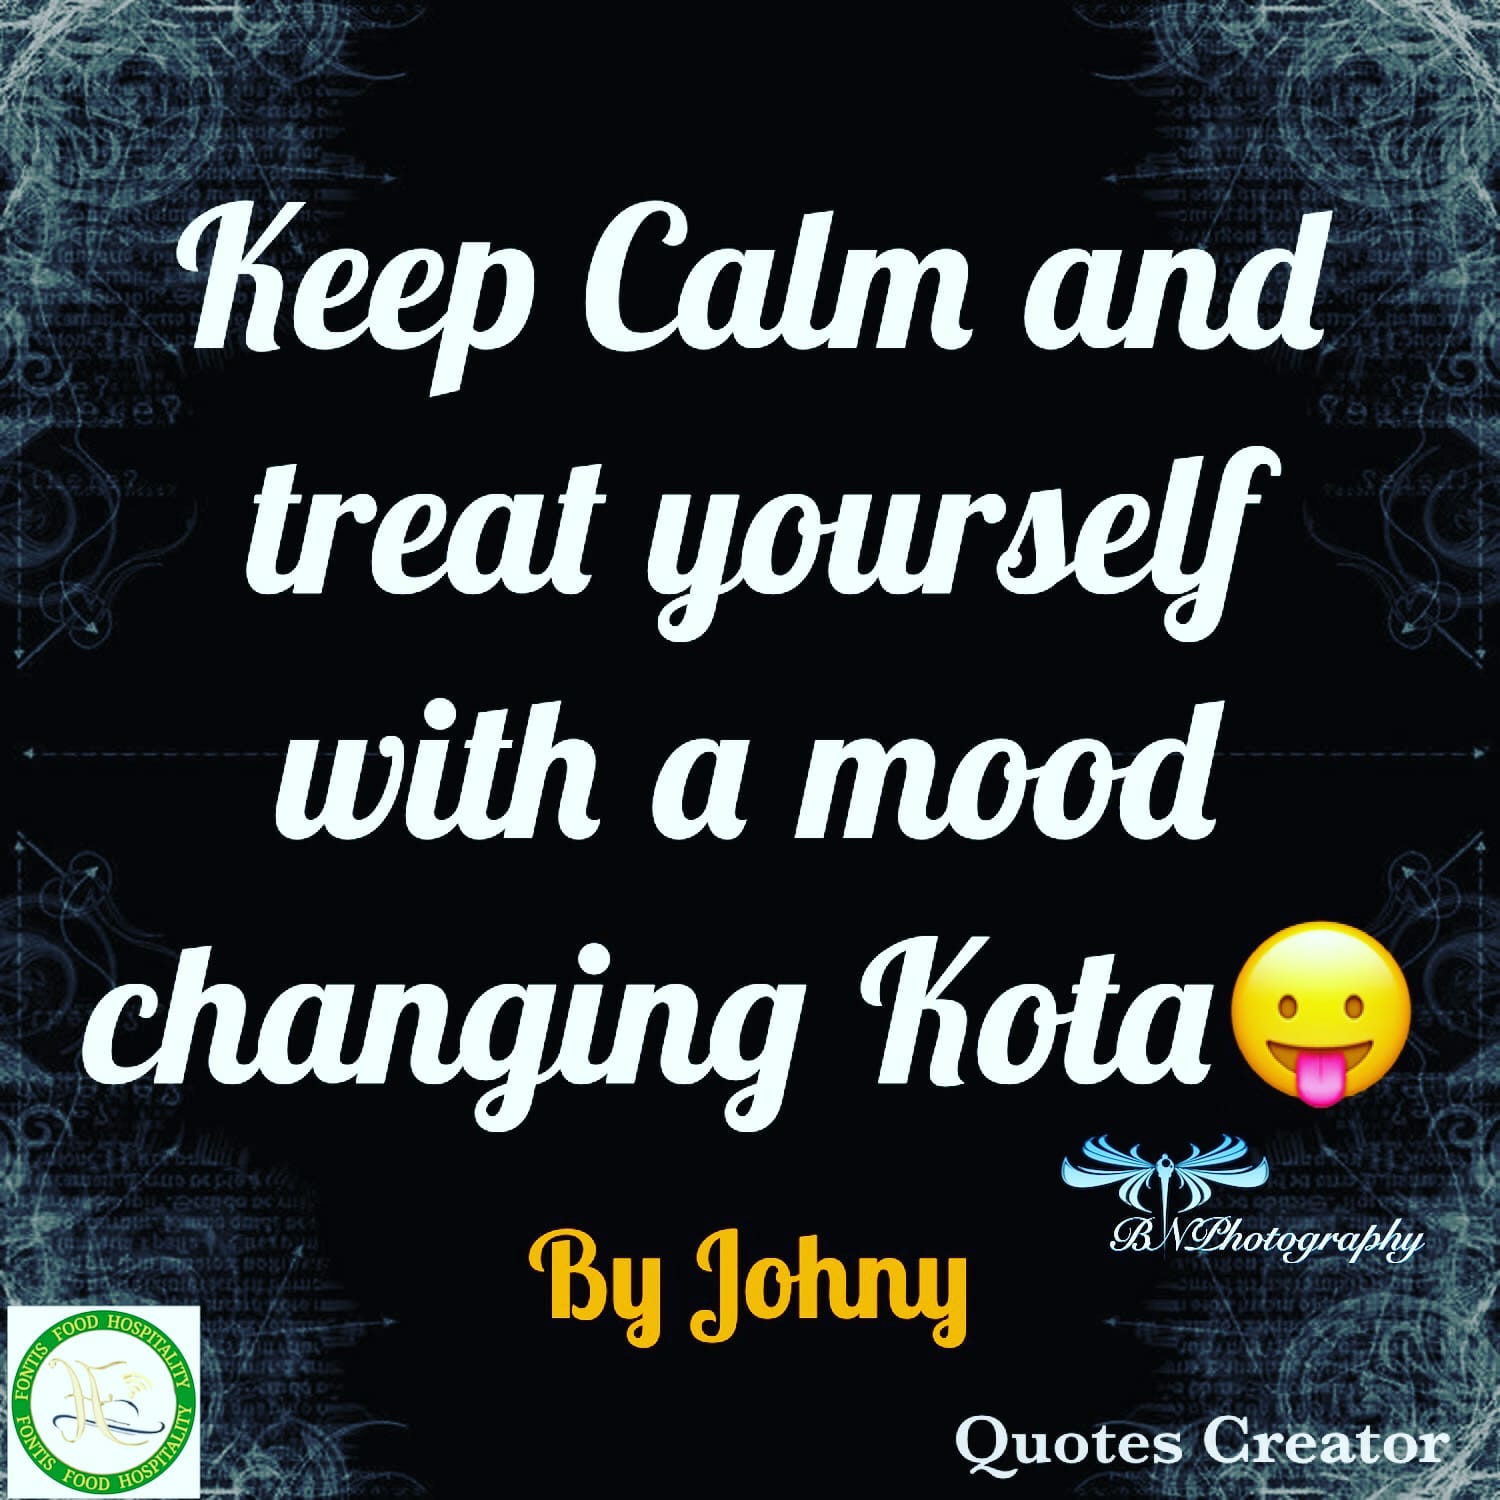 Keep Calm and
treat yourself
with a mood
changing Kota😛
BNPhotography
By Johny
FONTIS FOOD HOSPITALITY
FONTIS FOOD HOSPITALITY
Quotes Creator